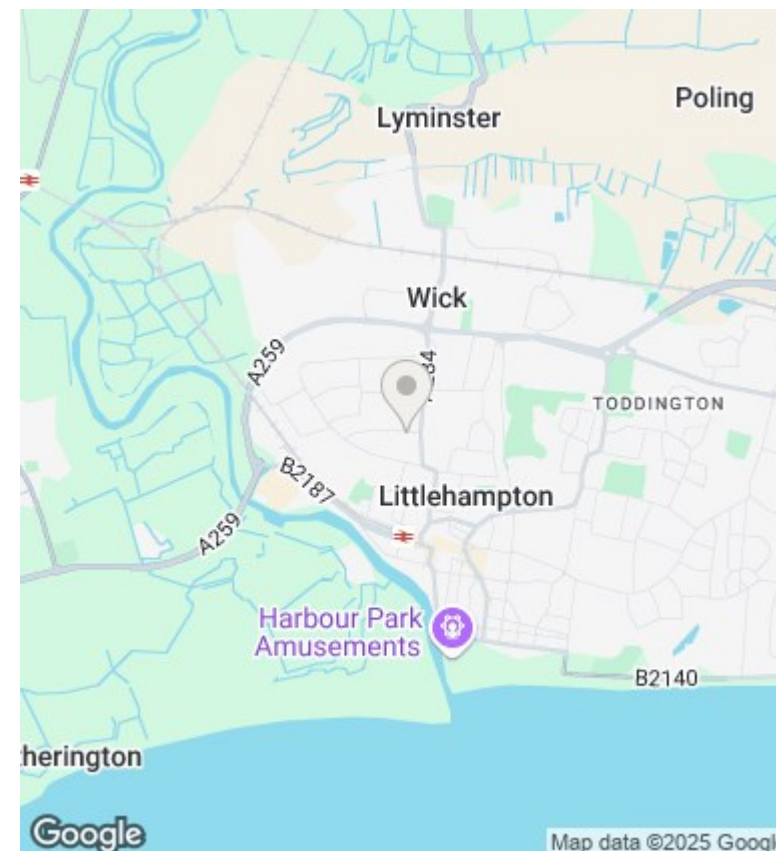 Poling
Lyminster
Wick
A259
TODDINGTON
B2187
Littlehampton
A259
Harbour Park
Amusements
B2140
therington
Google
Map data ©2025 Googl